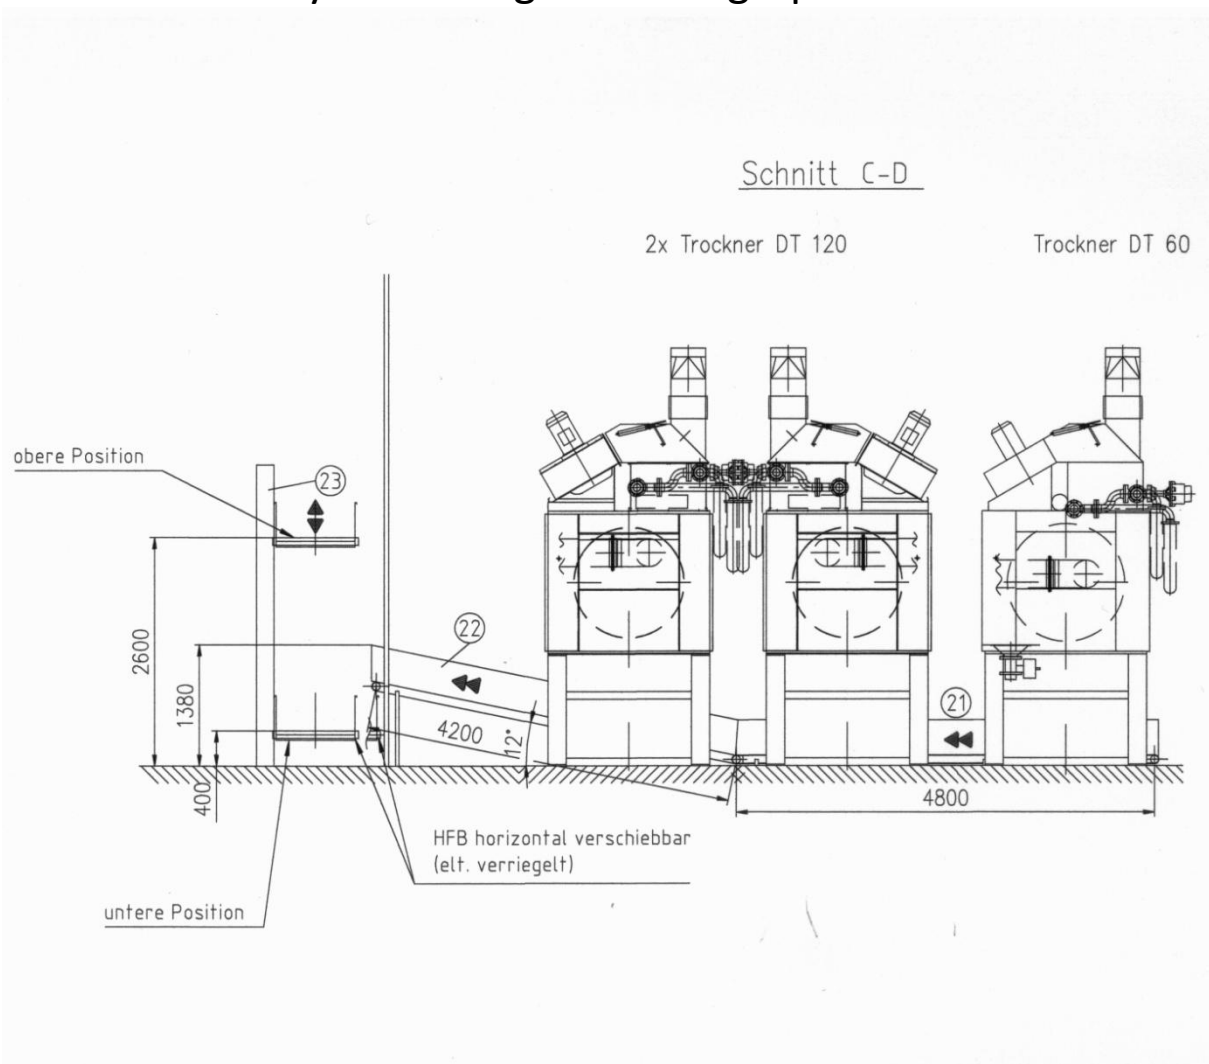 Schnitt C-D
2x Trockner DT 120
Trockner DT 60
obere Position
23
2600
22
1380
21
4200
12°
400
4800
HFB horizontal verschiebbar
(elt. verriegelt)
untere Position